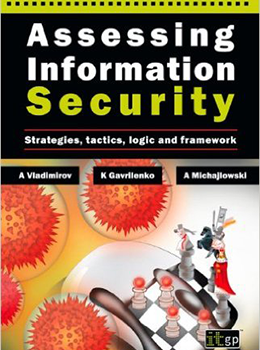 Assessing
Information
Security
Strategies, tactics, logic and framework
A Vladimirov K Gavrilenko A Michajlowski
itgp